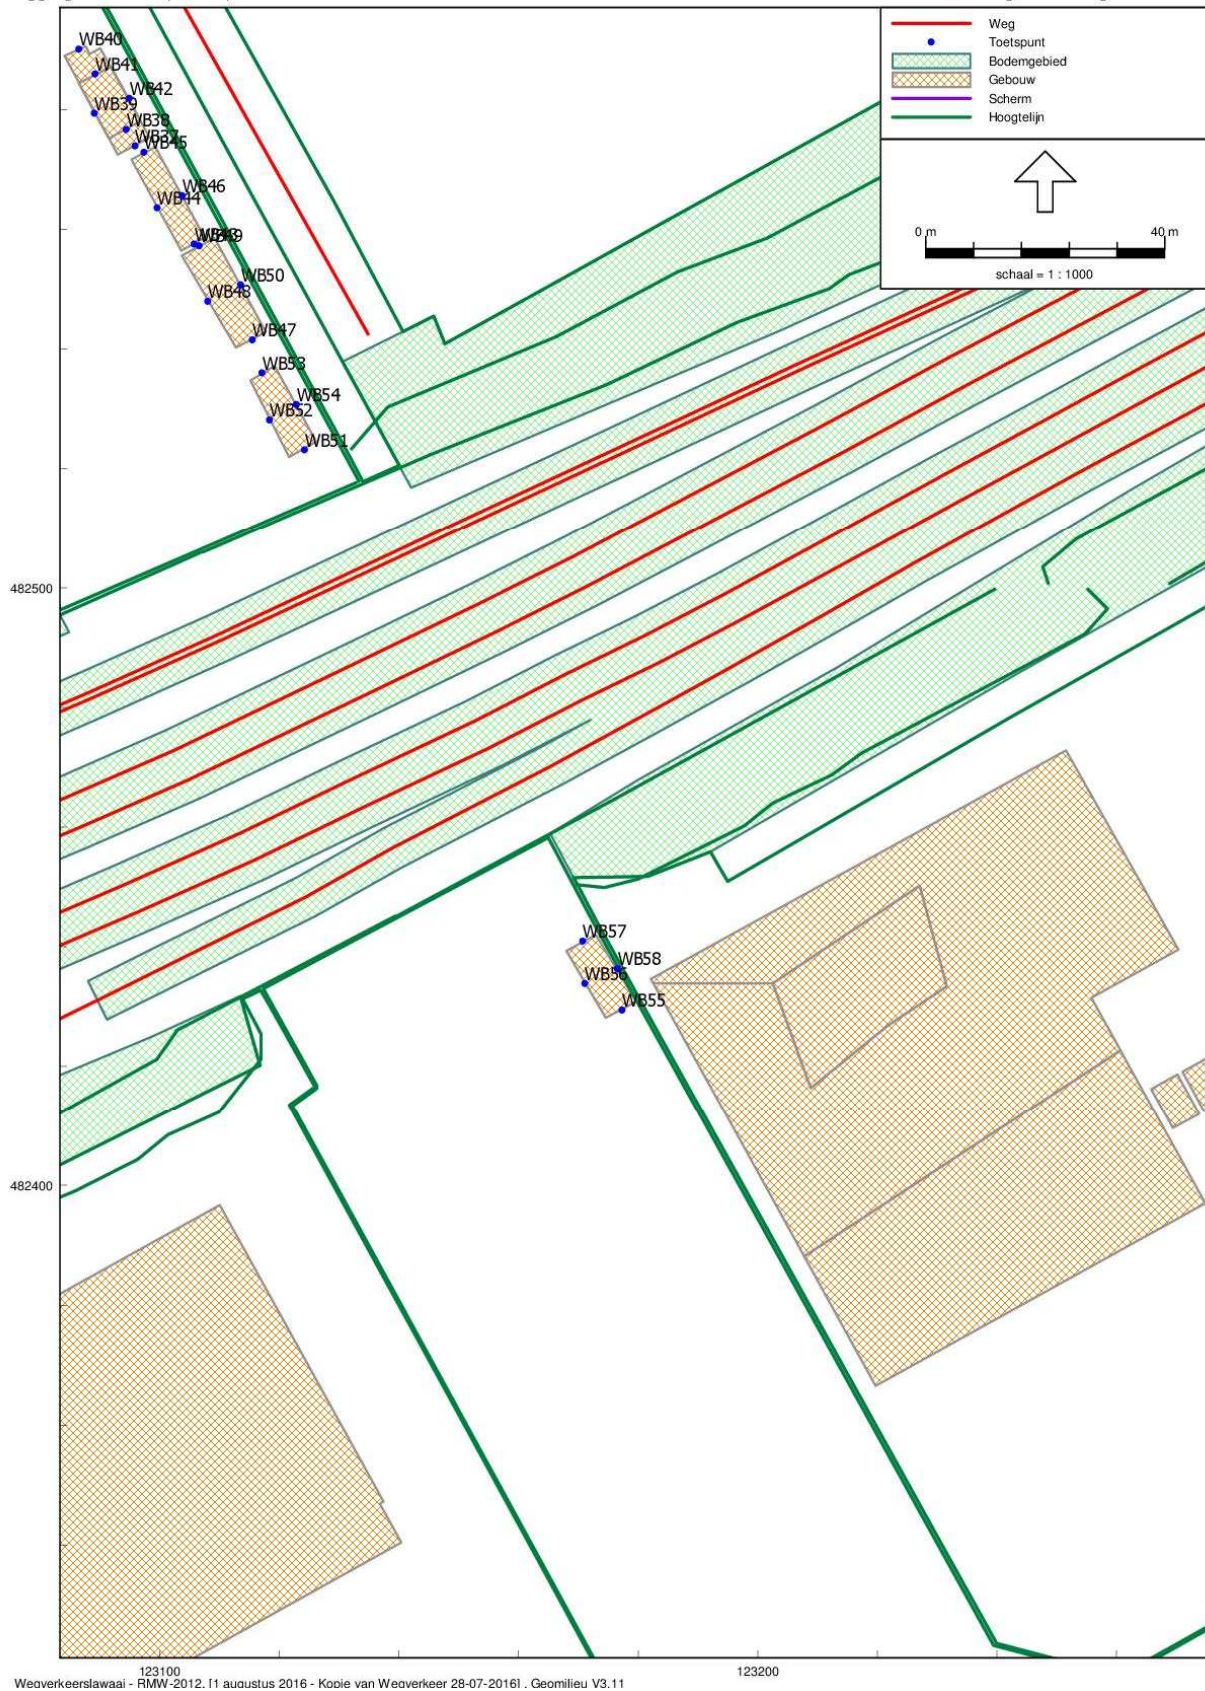 Weg
Toetspunt
Bodemgebied
Gebouw
Scherm
Hoogtelijn
0 m
40 m
schaal = 1 : 1000
WB40
WB41
WB42
WB39
WB38
WB37
WB45
WB46
WB44
WB49
WB50
WB48
WB47
WB53
WB54
WB52
WB51
482500
WB57
WB58
WB56
WB55
482400
123100
123200
Wegverkeerslawaai - RMW-2012, [1 augustus 2016 - Kopie van Wegverkeer 28-07-2016] , Geomilieu V3.11